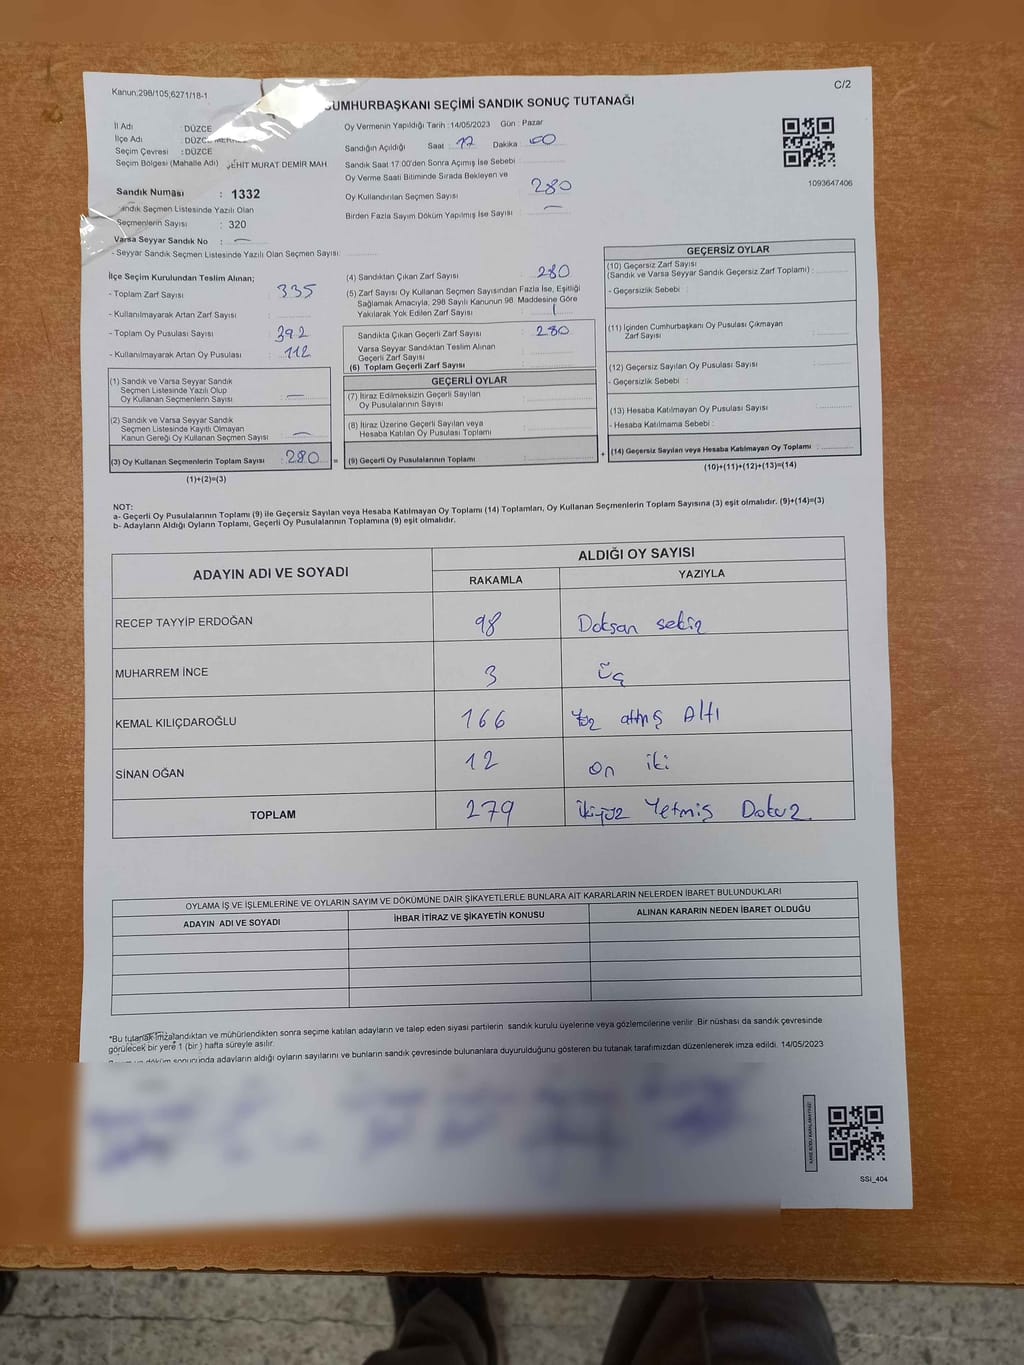 Kanun:298/105,6271/18-1
C/2
CUMHURBAŞKANI SEÇİMİ SANDIK SONUÇ TUTANAĞI
İl Adı : DÜZCE
İlçe Adı : DÜZCE
Seçim Çevresi : DÜZCE
Seçim Bölgesi (Mahalle Adı) ŞEHİT MURAT DEMİR MAH
Sandık Numası : 1332
Sandık Seçmen Listesinde Yazılı Olan
Seçmenlerin Sayısı : 320
Varsa Seyyar Sandık No : —
- Seyyar Sandık Seçmen Listesinde Yazılı Olan Seçmen Sayısı:
Oy Vermenin Yapıldığı Tarih :14/05/2023 Gün : Pazar
Sandığın Açıldığı Saat : 17 Dakika : 00
Sandık Saat 17:00'den Sonra Açımış İse Sebebi :
Oy Verme Saati Bitiminde Sırada Bekleyen ve
Oy Kullandırılan Seçmen Sayısı : 280
Birden Fazla Sayım Döküm Yapılmış İse Sayısı : —
1093647406
İlçe Seçim Kurulundan Teslim Alınan;
- Toplam Zarf Sayısı : 335
- Kullanılmayarak Artan Zarf Sayısı :
- Toplam Oy Pusulası Sayısı : 392
- Kullanılmayarak Artan Oy Pusulası : 112
(1) Sandık ve Varsa Seyyar Sandık
Seçmen Listesinde Yazılı Olup
Oy Kullanan Seçmenlerin Sayısı : —
(2) Sandık ve Varsa Seyyar Sandık
Seçmen Listesinde Kayıtlı Olmayan
Kanun Gereği Oy Kullanan Seçmen Sayısı : —
(3) Oy Kullanan Seçmenlerin Toplam Sayısı : 280 =
(1)+(2)=(3)
(4) Sandıktan Çıkan Zarf Sayısı : 280
(5) Zarf Sayısı Oy Kullanan Seçmen Sayısından Fazla İse, Eşitliği
Sağlamak Amacıyla, 298 Sayılı Kanunun 98. Maddesine Göre
Yakılarak Yok Edilen Zarf Sayısı :
Sandıkta Çıkan Geçerli Zarf Sayısı : 280
Varsa Seyyar Sandıktan Teslim Alınan
Geçerli Zarf Sayısı :
(6) Toplam Geçerli Zarf Sayısı
GEÇERLİ OYLAR
(7) İtiraz Edilmeksizin Geçerli Sayılan
Oy Pusulalarının Sayısı :
(8) İtiraz Üzerine Geçerli Sayılan veya
Hesaba Katılan Oy Pusulası Toplamı :
(9) Geçerli Oy Pusulalarının Toplamı : +
GEÇERSİZ OYLAR
(10) Geçersiz Zarf Sayısı
(Sandık ve Varsa Seyyar Sandık Geçersiz Zarf Toplamı) :
- Geçersizlik Sebebi :
(11) İçinden Cumhurbaşkanı Oy Pusulası Çıkmayan
Zarf Sayısı :
(12) Geçersiz Sayılan Oy Pusulası Sayısı :
- Geçersizlik Sebebi :
(13) Hesaba Katılmayan Oy Pusulası Sayısı :
- Hesaba Katılmama Sebebi :
(14) Geçersiz Sayılan veya Hesaba Katılmayan Oy Toplamı :
(10)+(11)+(12)+(13)=(14)
NOT:
a- Geçerli Oy Pusulalarının Toplamı (9) ile Geçersiz Sayılan veya Hesaba Katılmayan Oy Toplamı (14) Toplamları, Oy Kullanan Seçmenlerin Toplam Sayısına (3) eşit olmalıdır. (9)+(14)=(3)
b- Adayların Aldığı Oyların Toplamı, Geçerli Oy Pusulalarının Toplamına (9) eşit olmalıdır.
ADAYIN ADI VE SOYADI ALDIĞI OY SAYISI
RAKAMLA YAZIYLA
RECEP TAYYİP ERDOĞAN 98 Doksan sekiz
MUHARREM İNCE 3 üç
KEMAL KILIÇDAROĞLU 166 Yüz atmış Altı
SİNAN OĞAN 12 on iki
TOPLAM 279 ikiyüz Yetmiş Dokuz.
OYLAMA İŞ VE İŞLEMLERİNE VE OYLARIN SAYIM VE DÖKÜMÜNE DAİR ŞİKAYETLERLE BUNLARA AİT KARARLARIN NELERDEN İBARET BULUNDUKLARI
ADAYIN ADI VE SOYADI İHBAR İTİRAZ VE ŞİKAYETİN KONUSU ALINAN KARARIN NEDEN İBARET OLDUĞU
*Bu tutanak imzalandıktan ve mühürlendikten sonra seçime katılan adayların ve talep eden siyasi partilerin sandık kurulu üyelerine veya gözlemcilerine verilir. Bir nüshası da sandık çevresinde
görülecek bir yere 1 (bir ) hafta süreyle asılır.
döküm sonucunda adayların aldığı oyların sayılarını ve bunların sandık çevresinde bulunanlara duyurulduğunu gösteren bu tutanak tarafımızdan düzenlenerek imza edildi. 14/05/2023
SSİ_404